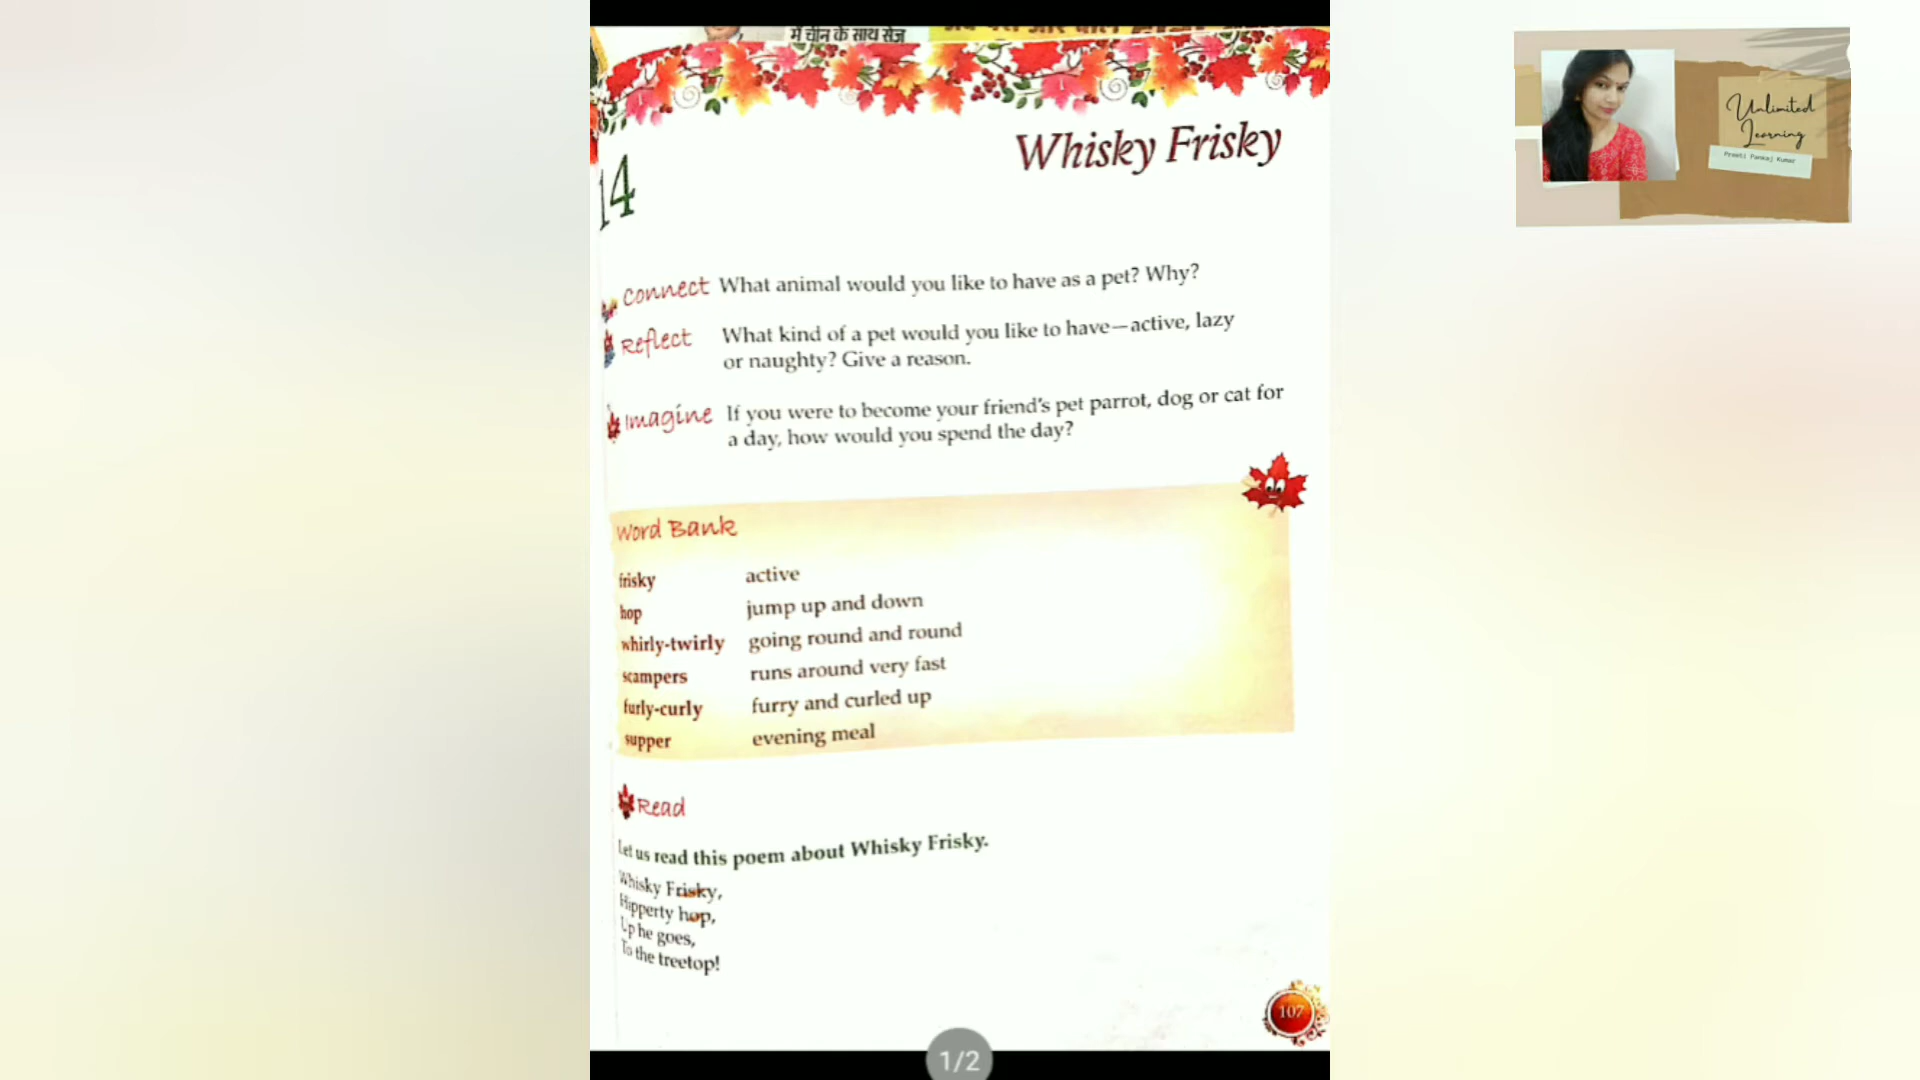 में चीन के साथ सेज
Whisky Frisky
14
Connect What animal would you like to have as a pet? Why?
Reflect What kind of a pet would you like to have—active, lazy
or naughty? Give a reason.
Imagine If you were to become your friend's pet parrot, dog or cat for
a day, how would you spend the day?
Word Bank
frisky active
hop jump up and down
whirly-twirly going round and round
scampers runs around very fast
furly-curly furry and curled up
supper evening meal
Read
Let us read this poem about Whisky Frisky.
Whisky Frisky,
Hipperty hop,
Up he goes,
To the treetop!
107
1/2
Unlimited
Learning
Preeti Pankaj Kumar